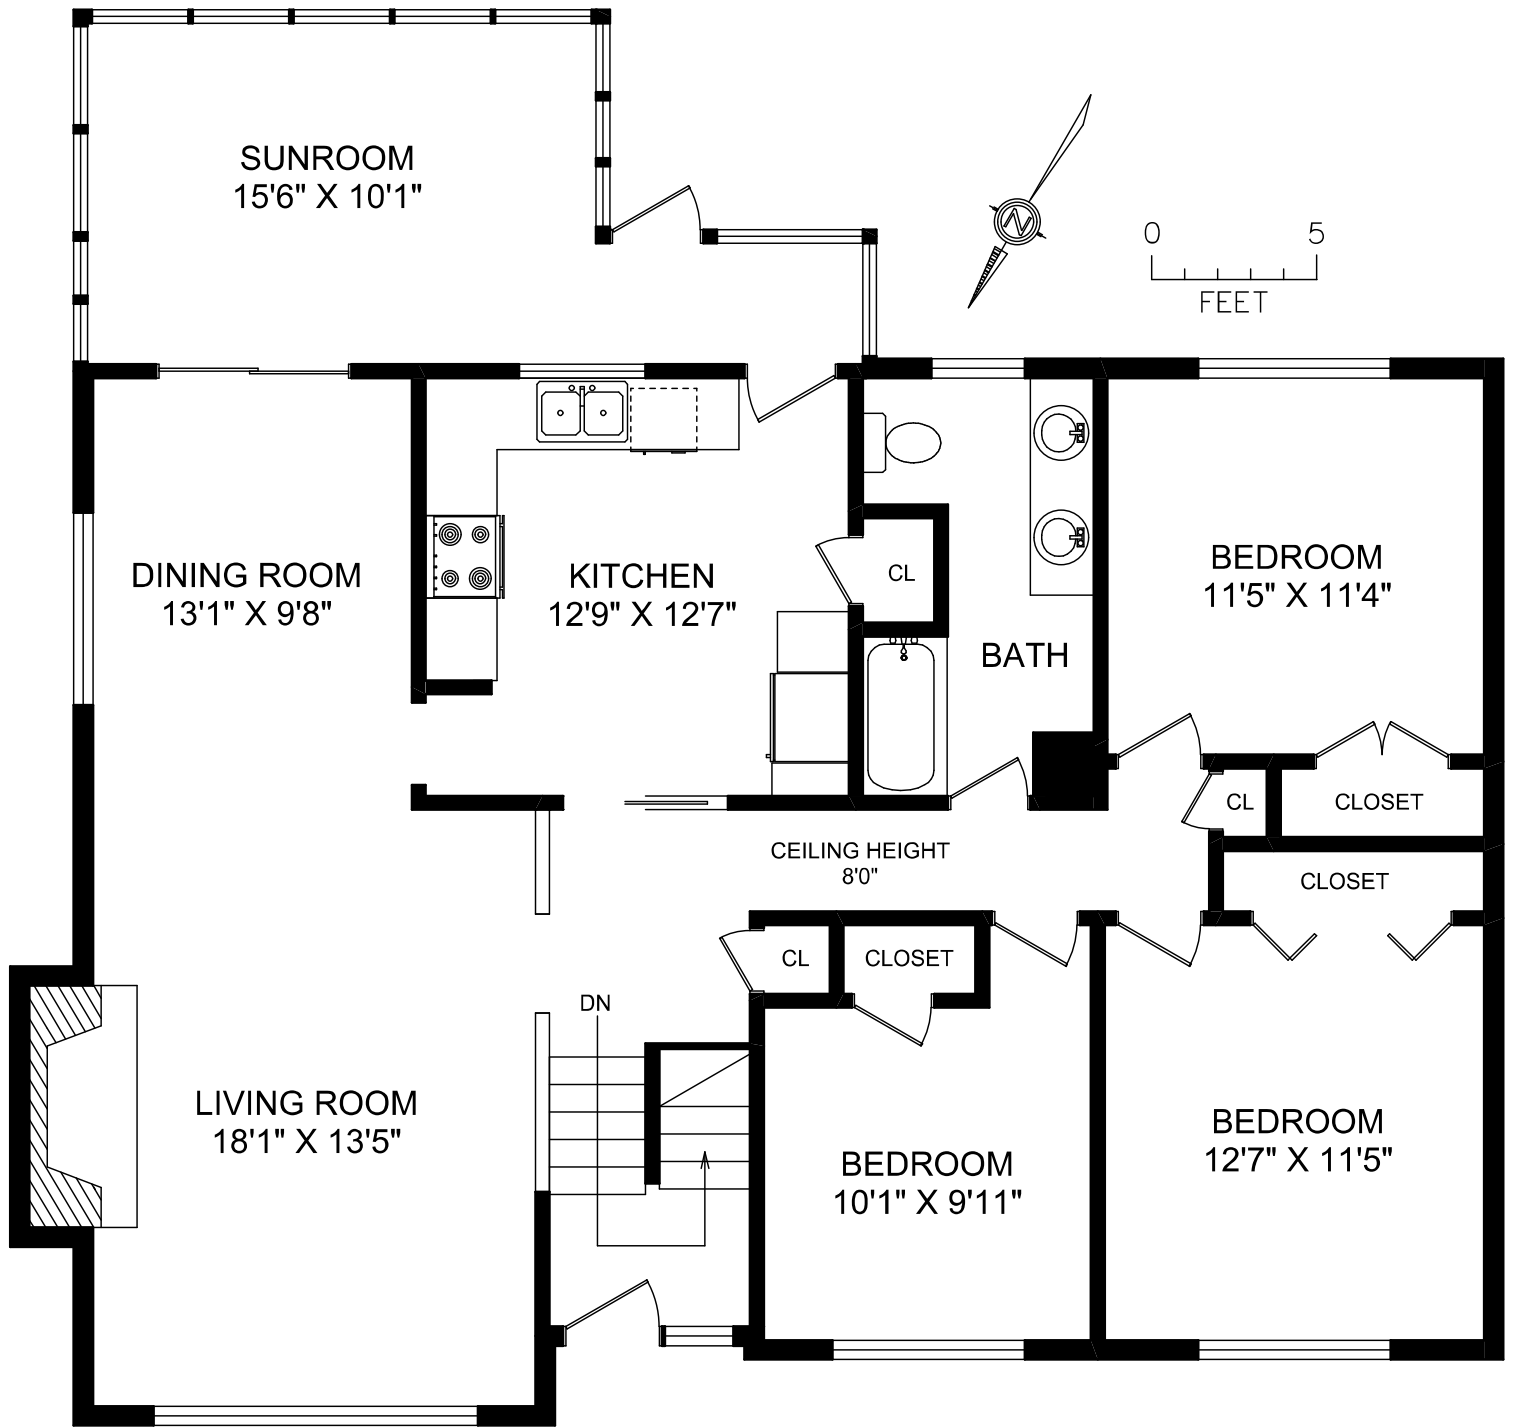 SUNROOM
15'6" X 10'1"
N
0 5
FEET
DINING ROOM
13'1" X 9'8"
KITCHEN
12'9" X 12'7"
CL
BATH
BEDROOM
11'5" X 11'4"
CL
CLOSET
CEILING HEIGHT
8'0"
CLOSET
CL
CLOSET
DN
LIVING ROOM
18'1" X 13'5"
BEDROOM
10'1" X 9'11"
BEDROOM
12'7" X 11'5"